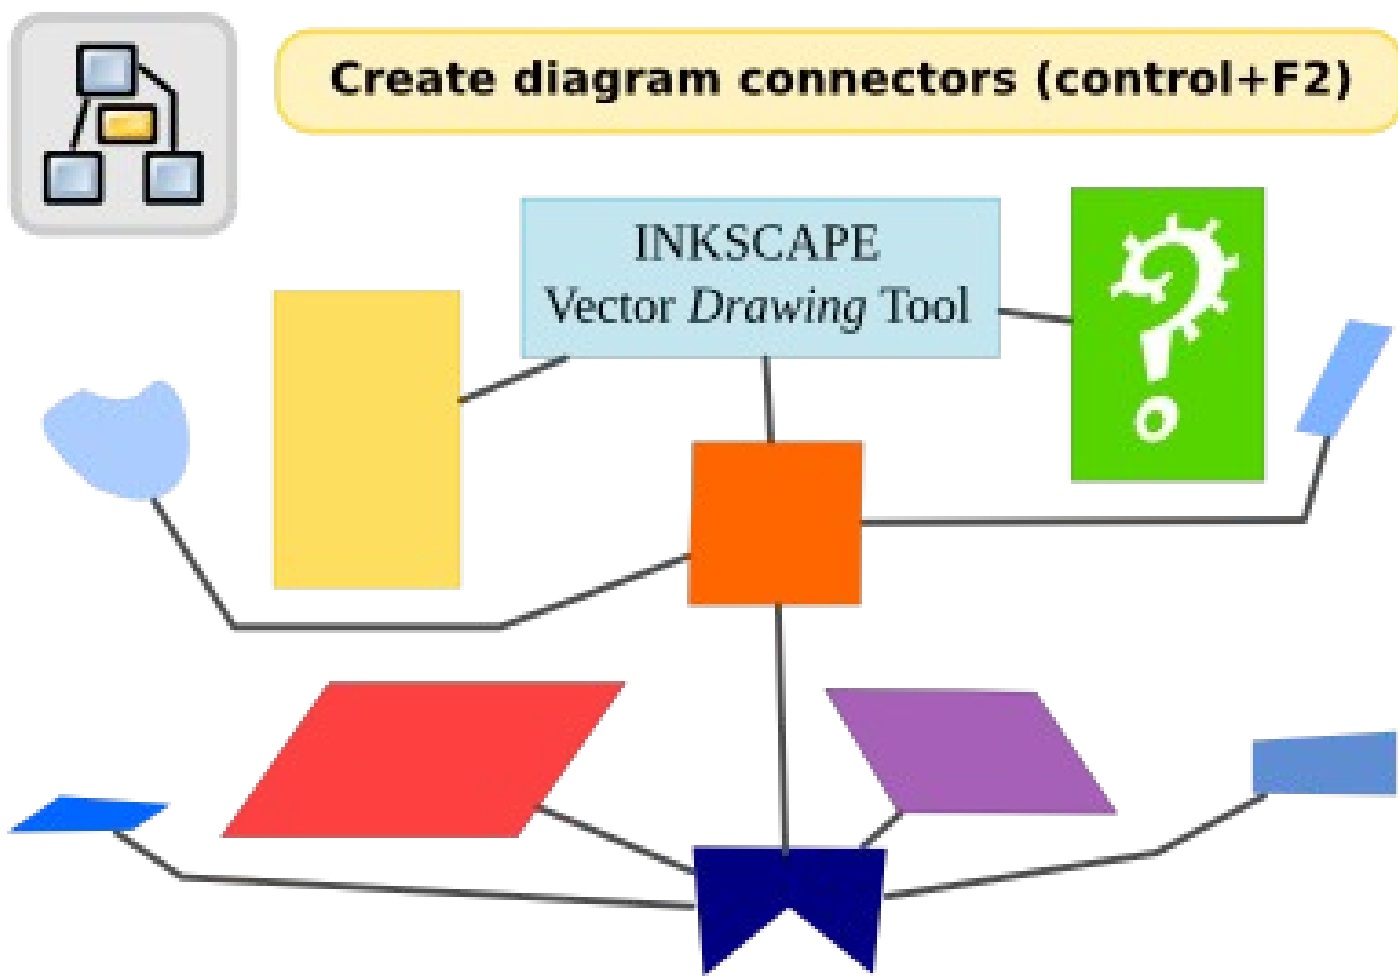 Create diagram connectors (control+F2)
INKSCAPE
Vector Drawing Tool
?